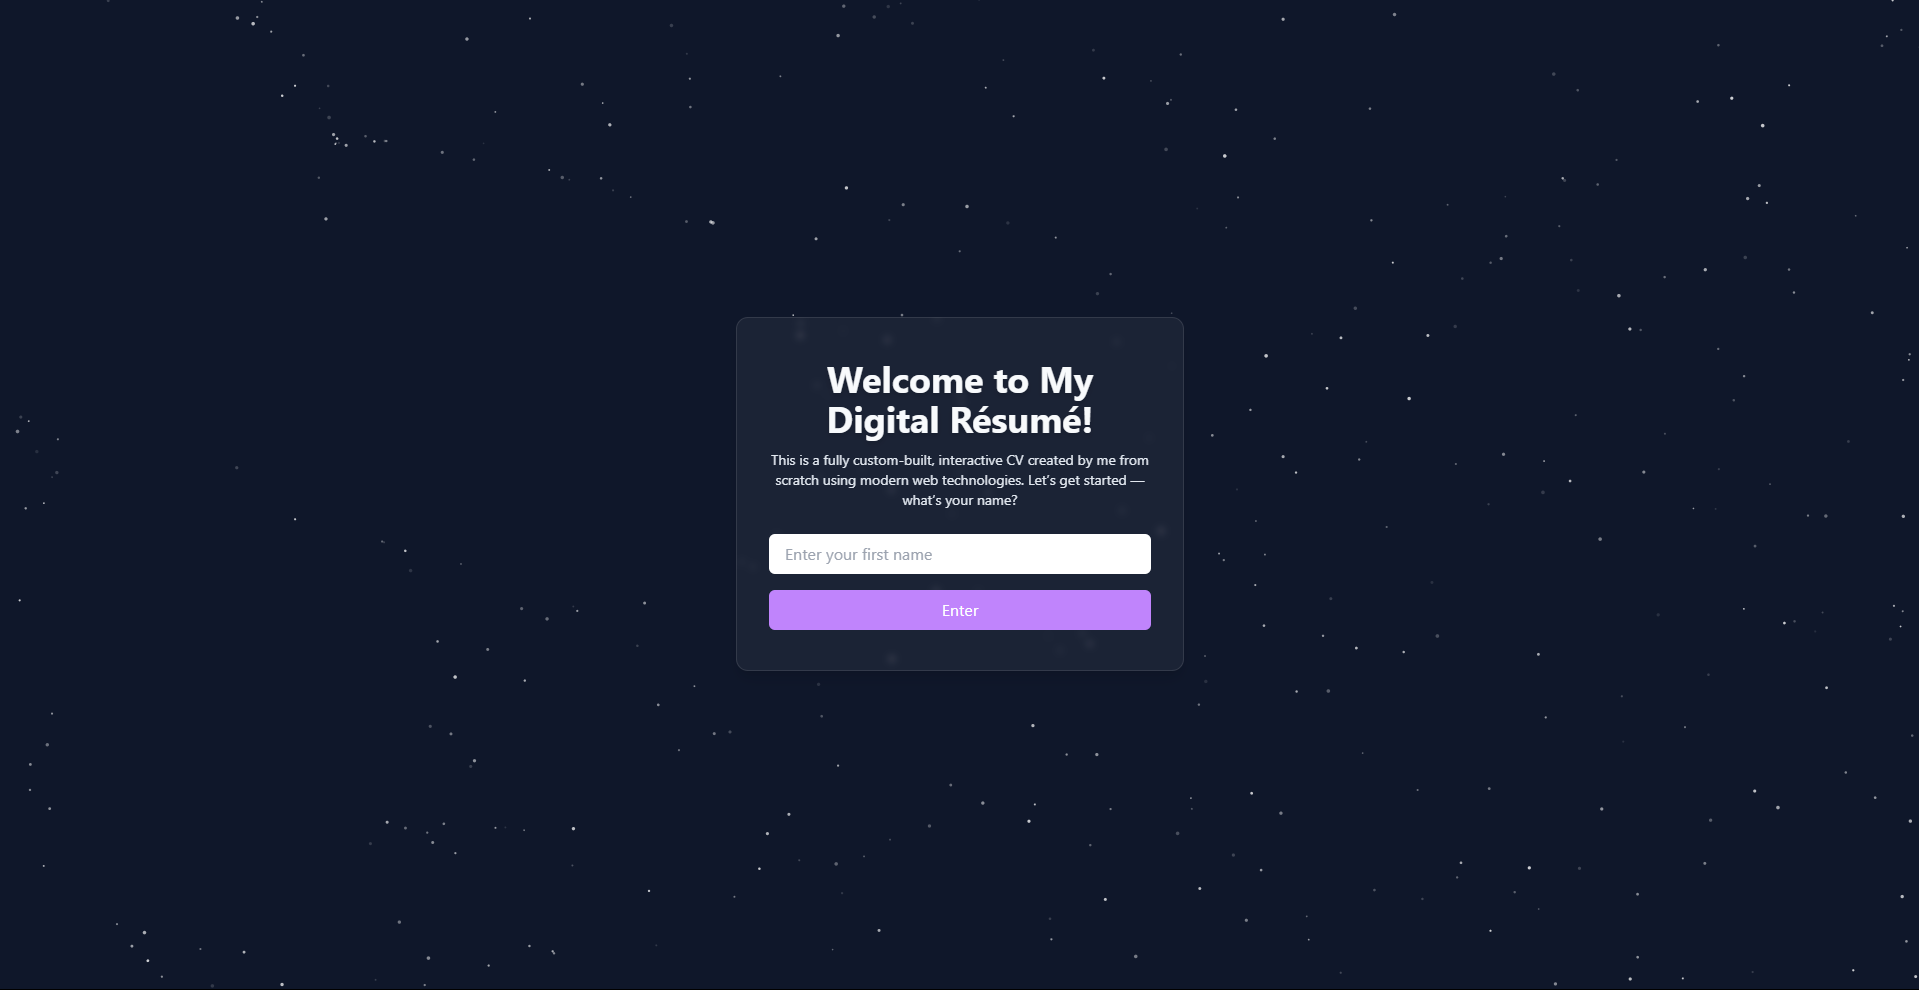 Welcome to My
Digital Résumé!
This is a fully custom-built, interactive CV created by me from
scratch using modern web technologies. Let’s get started —
what’s your name?
Enter your first name
Enter